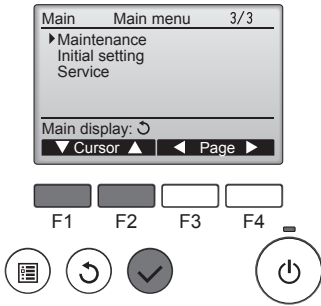 Main Main menu 3/3
Maintenance
Initial setting
Service
Main display:
Cursor Page
F1 F2 F3 F4